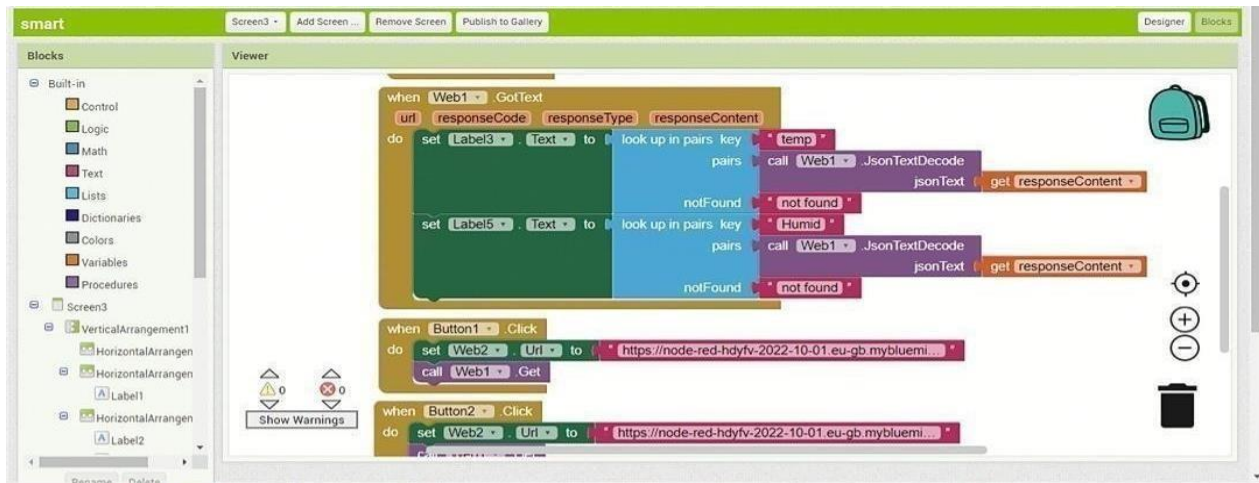 smart
Screen3 Add Screen ... Remove Screen Publish to Gallery
Designer Blocks
Blocks
Viewer
Built-in
Control
Logic
Math
Text
Lists
Dictionaries
Colors
Variables
Procedures
Screen3
VerticalArrangement1
HorizontalArrangen
HorizontalArrangen
Label1
HorizontalArrangen
Label2
Rename Delete
when Web1 .GotText
url responseCode responseType responseContent
do set Label3 . Text to look up in pairs key " temp "
pairs call Web1 .JsonTextDecode
jsonText get responseContent
notFound " not found "
set Label5 . Text to look up in pairs key " Humid "
pairs call Web1 .JsonTextDecode
jsonText get responseContent
notFound " not found "
when Button1 .Click
do set Web2 . Url to " https://node-red-hdyfv-2022-10-01.eu-gb.mybluemi... "
call Web1 .Get
when Button2 .Click
do set Web2 . Url to " https://node-red-hdyfv-2022-10-01.eu-gb.mybluemi... "
0 0
Show Warnings